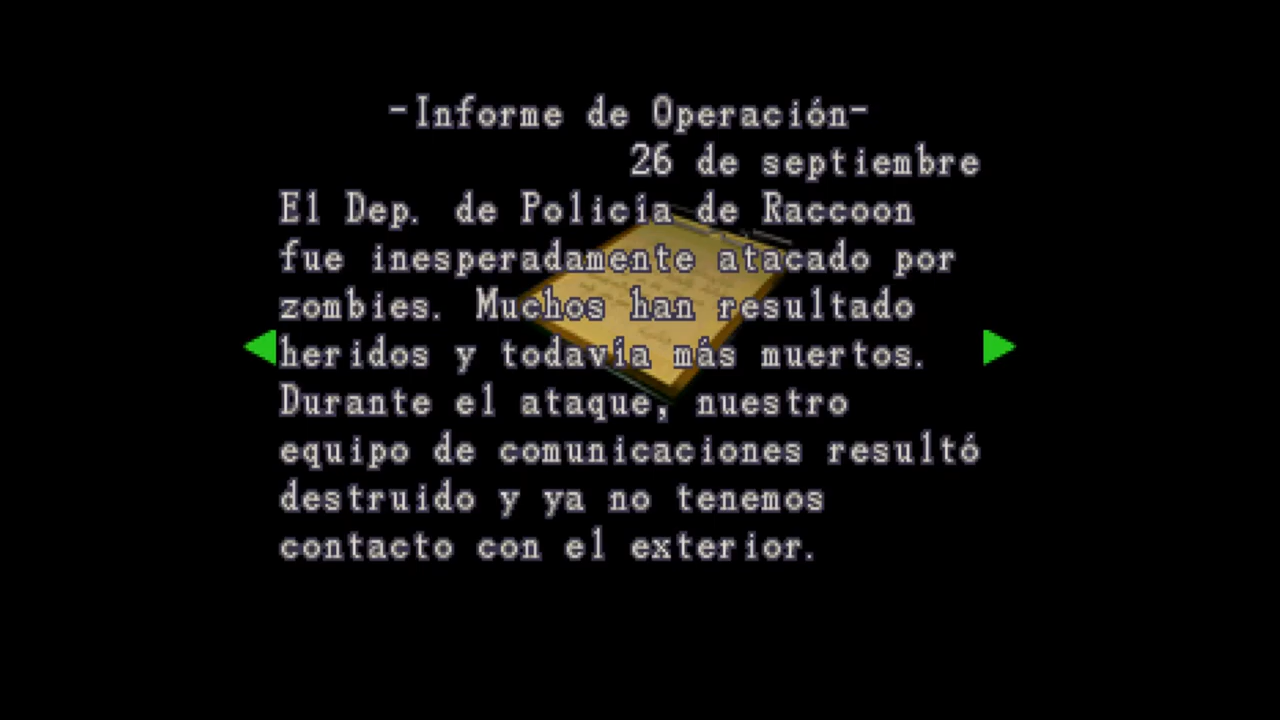 -Informe de Operación-
26 de septiembre
El Dep. de Policía de Raccoon
fue inesperadamente atacado por
zombies. Muchos han resultado
heridos y todavía más muertos.
Durante el ataque, nuestro
equipo de comunicaciones resultó
destruido y ya no tenemos
contacto con el exterior.